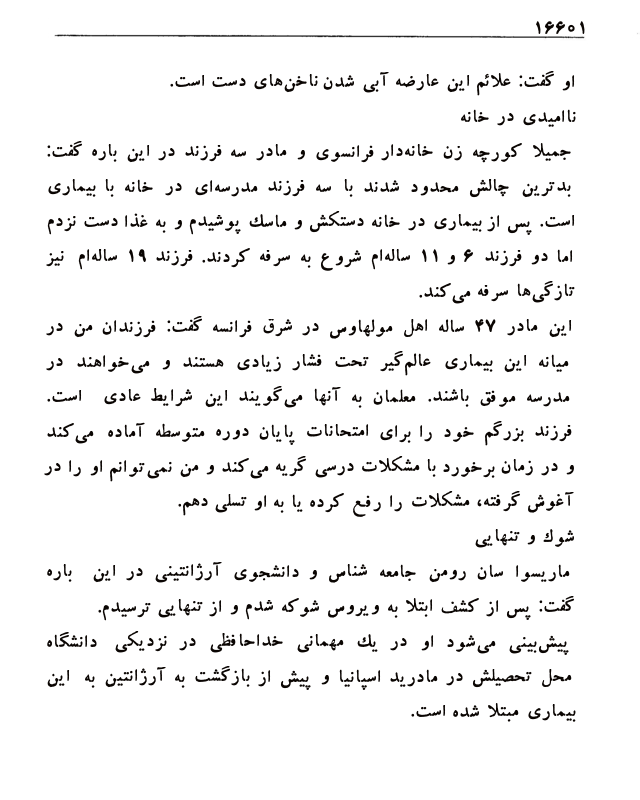 ۱۶۶۰۱
او گفت: علائم این عارضه آبی شدن ناخن‌های دست است.
ناامیدی در خانه
جمیلا کورچه زن خانه‌دار فرانسوی و مادر سه فرزند در این باره گفت:
بدترین چالش محدود شدند با سه فرزند مدرسه‌ای در خانه با بیماری
است. پس از بیماری در خانه دستکش و ماسك پوشیدم و به غذا دست نزدم
اما دو فرزند ۶ و ۱۱ ساله‌ام شروع به سرفه کردند. فرزند ۱۹ ساله‌ام نیز
تازگی‌ها سرفه می‌کند.
این مادر ۴۷ ساله اهل مولهاوس در شرق فرانسه گفت: فرزندان من در
میانه این بیماری عالم‌گیر تحت فشار زیادی هستند و می‌خواهند در
مدرسه موفق باشند. معلمان به آنها می‌گویند این شرایط عادی است.
فرزند بزرگم خود را برای امتحانات پایان دوره متوسطه آماده می‌کند
و در زمان برخورد با مشکلات درسی گریه می‌کند و من نمی‌توانم او را در
آغوش گرفته، مشکلات را رفع کرده یا به او تسلی دهم.
شوك و تنهایی
ماریسوا سان رومن جامعه شناس و دانشجوی آرژانتینی در این باره
گفت: پس از کشف ابتلا به ویروس شوکه شدم و از تنهایی ترسیدم.
پیش‌بینی می‌شود او در یك مهمانی خداحافظی در نزدیکی دانشگاه
محل تحصیلش در مادرید اسپانیا و پیش از بازگشت به آرژانتین به این
بیماری مبتلا شده است.